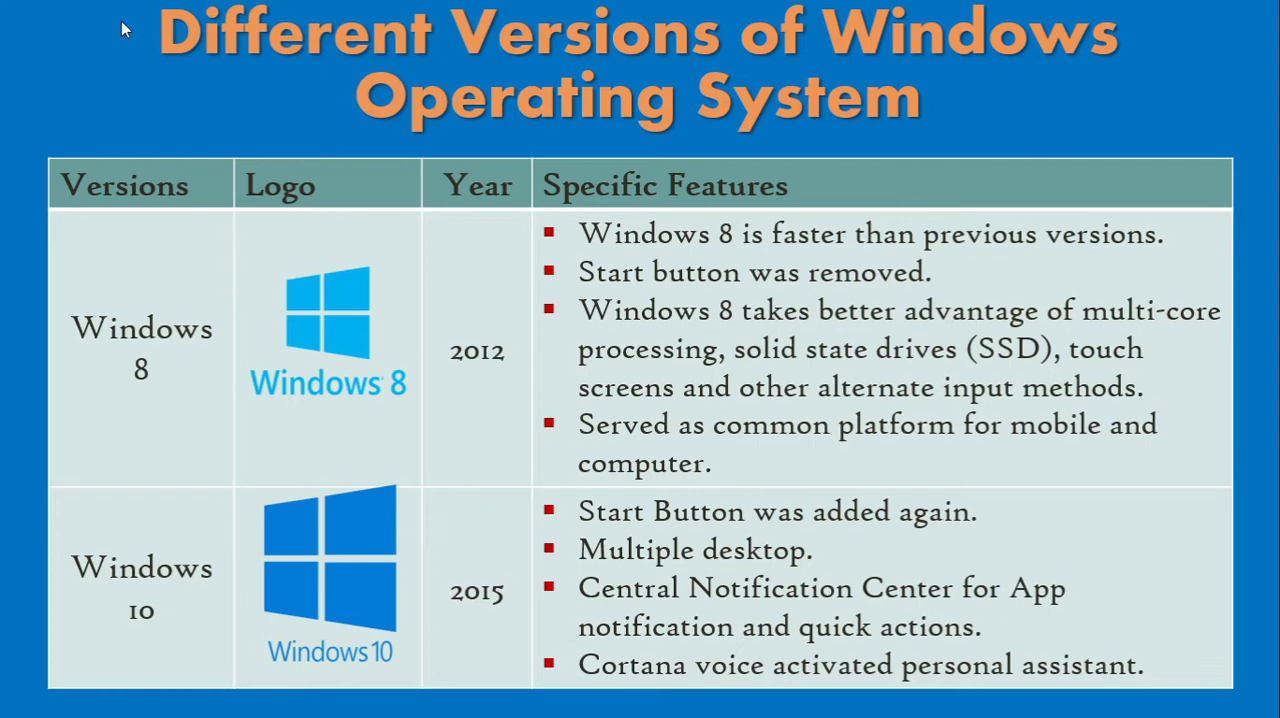 Different Versions of Windows
Operating System
Versions Logo Year Specific Features
Windows
8
Windows 8
2012
Windows 8 is faster than previous versions.
Start button was removed.
Windows 8 takes better advantage of multi-core
processing, solid state drives (SSD), touch
screens and other alternate input methods.
Served as common platform for mobile and
computer.
Windows
10
Windows 10
2015
Start Button was added again.
Multiple desktop.
Central Notification Center for App
notification and quick actions.
Cortana voice activated personal assistant.